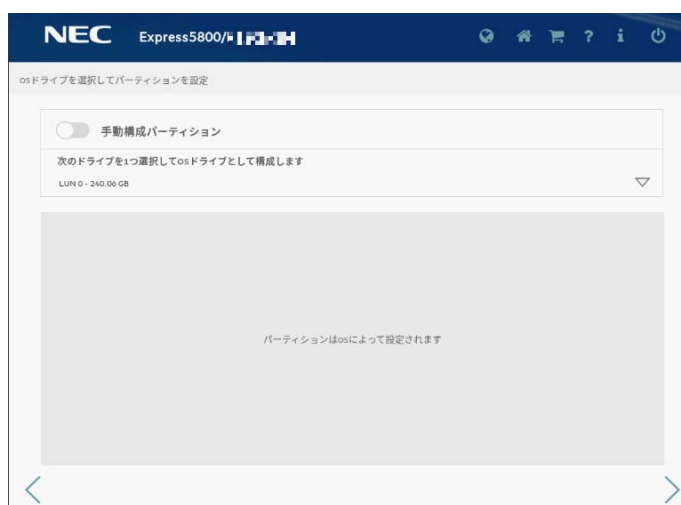 NEC Express5800/
OSドライブを選択してパーティションを設定
手動構成パーティション
次のドライブを1つ選択してOSドライブとして構成します
LUN 0 - 240.06 GB
パーティションはOSによって設定されます